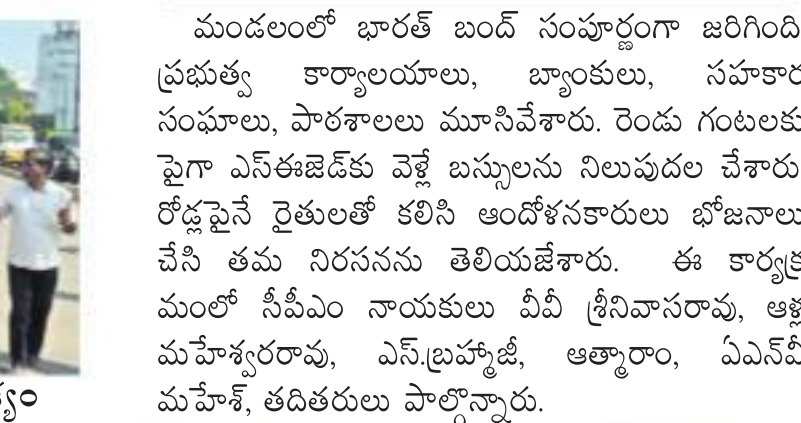 మండలంలో భారత్ బంద్ సంపూర్ణంగా జరిగింది
ప్రభుత్వ కార్యాలయాలు, బ్యాంకులు, సహకార
సంఘాలు, పాఠశాలలు మూసివేశారు. రెండు గంటలకు
పైగా ఎస్ఈజెడ్‌కు వెళ్లే బస్సులను నిలుపుదల చేశారు
రోడ్లపైనే రైతులతో కలిసి ఆందోళనకారులు భోజనాలు
చేసి తమ నిరసనను తెలియజేశారు. ఈ కార్యక్ర
మంలో సీపీఎం నాయకులు వీవీ శ్రీనివాసరావు, ఆళ్ల
మహేశ్వరరావు, ఎస్.బ్రహ్మాజీ, ఆత్మారాం, ఏఎన్‌వీ
మహేశ్, తదితరులు పాల్గొన్నారు.